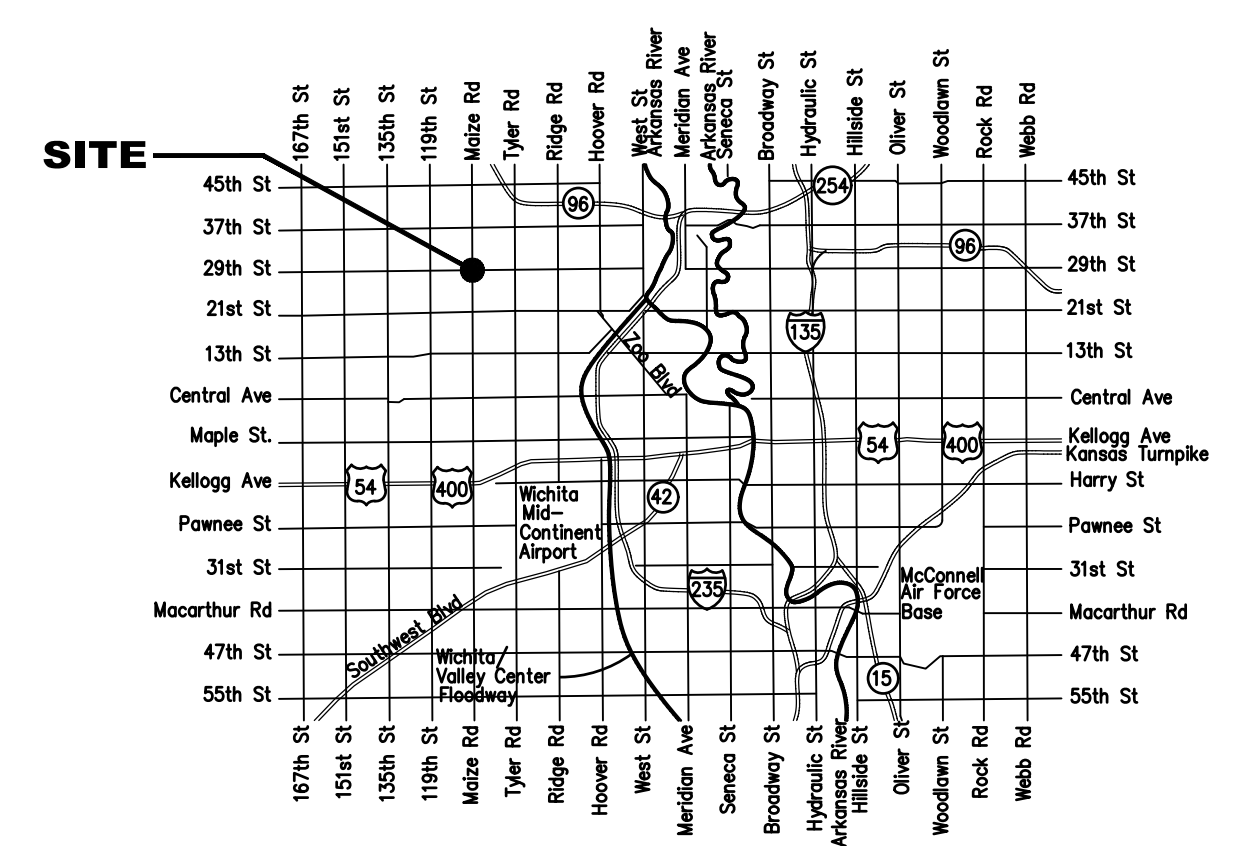 167th St
151st St
135th St
119th St
Maize Rd
Tyler Rd
Ridge Rd
Hoover Rd
West St
Arkansas River
Meridian Ave
Arkansas River
Seneca St
Broadway St
Hydraulic St
Hillside St
Oliver St
Woodlawn St
Rock Rd
Webb Rd
SITE
45th St
37th St
29th St
21st St
13th St
Central Ave
Maple St.
Kellogg Ave
Pawnee St
31st St
Macarthur Rd
47th St
55th St
96
254
96
135
Zoo Blvd
54
400
54
400
42
Wichita
Mid-
Continent
Airport
235
McConnell
Air Force
Base
Southwest Blvd
Wichita/
Valley Center
Floodway
15
45th St
37th St
29th St
21st St
13th St
Central Ave
Kellogg Ave
Kansas Turnpike
Harry St
Pawnee St
31st St
Macarthur Rd
47th St
55th St
167th St
151st St
135th St
119th St
Maize Rd
Tyler Rd
Ridge Rd
Hoover Rd
West St
Meridian Ave
Seneca St
Broadway St
Hydraulic St
Arkansas River
Hillside St
Oliver St
Woodlawn St
Rock Rd
Webb Rd